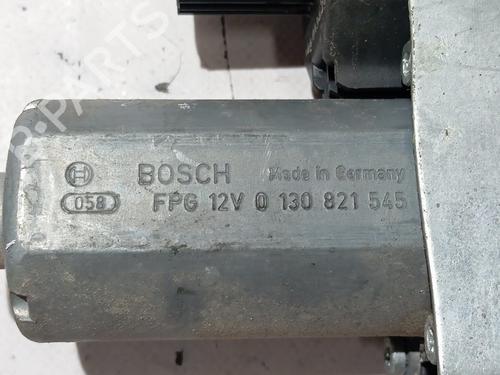 BOSCH Made in Germany
058 FPG 12V 0 130 821 545